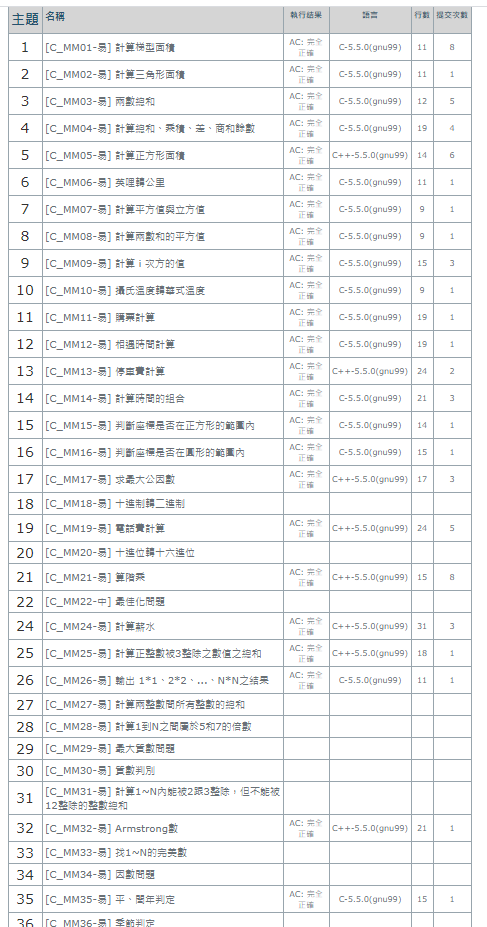 主題 名稱 執行結果 語言 行數 提交次數
1 [C_MM01-易] 計算梯型面積 AC: 完全正確 C-5.5.0(gnu99) 11 8
2 [C_MM02-易] 計算三角形面積 AC: 完全正確 C-5.5.0(gnu99) 11 1
3 [C_MM03-易] 兩數總和 AC: 完全正確 C-5.5.0(gnu99) 12 5
4 [C_MM04-易] 計算總和、乘積、差、商和餘數 AC: 完全正確 C-5.5.0(gnu99) 19 4
5 [C_MM05-易] 計算正方形面積 AC: 完全正確 C++-5.5.0(gnu99) 14 6
6 [C_MM06-易] 英哩轉公里 AC: 完全正確 C-5.5.0(gnu99) 11 1
7 [C_MM07-易] 計算平方值與立方值 AC: 完全正確 C-5.5.0(gnu99) 9 1
8 [C_MM08-易] 計算兩數和的平方值 AC: 完全正確 C-5.5.0(gnu99) 9 1
9 [C_MM09-易] 計算 i 次方的值 AC: 完全正確 C-5.5.0(gnu99) 15 3
10 [C_MM10-易] 攝氏溫度轉華式溫度 AC: 完全正確 C-5.5.0(gnu99) 9 1
11 [C_MM11-易] 購票計算 AC: 完全正確 C-5.5.0(gnu99) 19 1
12 [C_MM12-易] 相遇時間計算 AC: 完全正確 C-5.5.0(gnu99) 19 1
13 [C_MM13-易] 停車費計算 AC: 完全正確 C++-5.5.0(gnu99) 24 2
14 [C_MM14-易] 計算時間的組合 AC: 完全正確 C-5.5.0(gnu99) 21 3
15 [C_MM15-易] 判斷座標是否在正方形的範圍內 AC: 完全正確 C-5.5.0(gnu99) 14 1
16 [C_MM16-易] 判斷座標是否在圓形的範圍內 AC: 完全正確 C-5.5.0(gnu99) 15 1
17 [C_MM17-易] 求最大公因數 AC: 完全正確 C++-5.5.0(gnu99) 17 3
18 [C_MM18-易] 十進制轉二進制
19 [C_MM19-易] 電話費計算 AC: 完全正確 C++-5.5.0(gnu99) 24 5
20 [C_MM20-易] 十進位轉十六進位
21 [C_MM21-易] 算階乘 AC: 完全正確 C++-5.5.0(gnu99) 15 8
22 [C_MM22-中] 最佳化問題
24 [C_MM24-易] 計算薪水 AC: 完全正確 C++-5.5.0(gnu99) 31 3
25 [C_MM25-易] 計算正整數被3整除之數值之總和 AC: 完全正確 C++-5.5.0(gnu99) 18 1
26 [C_MM26-易] 輸出 1*1、2*2、...、N*N之結果 AC: 完全正確 C-5.5.0(gnu99) 11 1
27 [C_MM27-易] 計算兩整數間所有整數的總和
28 [C_MM28-易] 計算1到N之間屬於5和7的倍數
29 [C_MM29-易] 最大質數問題
30 [C_MM30-易] 質數判別
31 [C_MM31-易] 計算1~N內能被2跟3整除，但不能被
12整除的整數總和
32 [C_MM32-易] Armstrong數 AC: 完全正確 C++-5.5.0(gnu99) 21 1
33 [C_MM33-易] 找1~N的完美數
34 [C_MM34-易] 因數問題
35 [C_MM35-易] 平、閏年判定 AC: 完全正確 C-5.5.0(gnu99) 15 1
36 [C_MM36-易] 季節判定